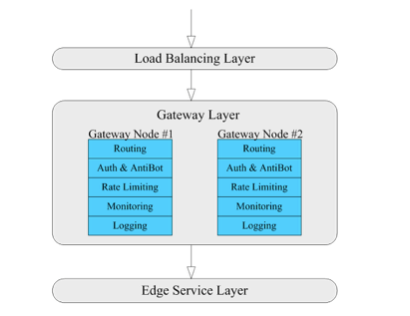 Load Balancing Layer
Gateway Layer
Gateway Node #1
Routing
Auth & AntiBot
Rate Limiting
Monitoring
Logging
Gateway Node #2
Routing
Auth & AntiBot
Rate Limiting
Monitoring
Logging
Edge Service Layer